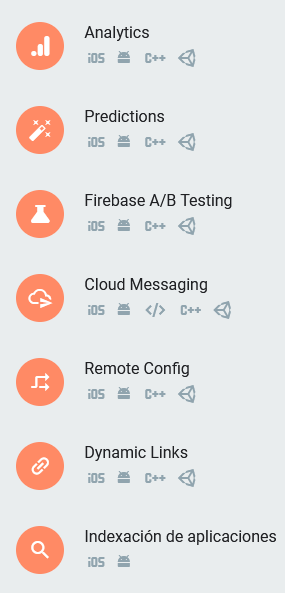 Analytics
iOS C++
Predictions
iOS C++
Firebase A/B Testing
iOS C++
Cloud Messaging
iOS </> C++
Remote Config
iOS C++
Dynamic Links
iOS C++
Indexación de aplicaciones
iOS